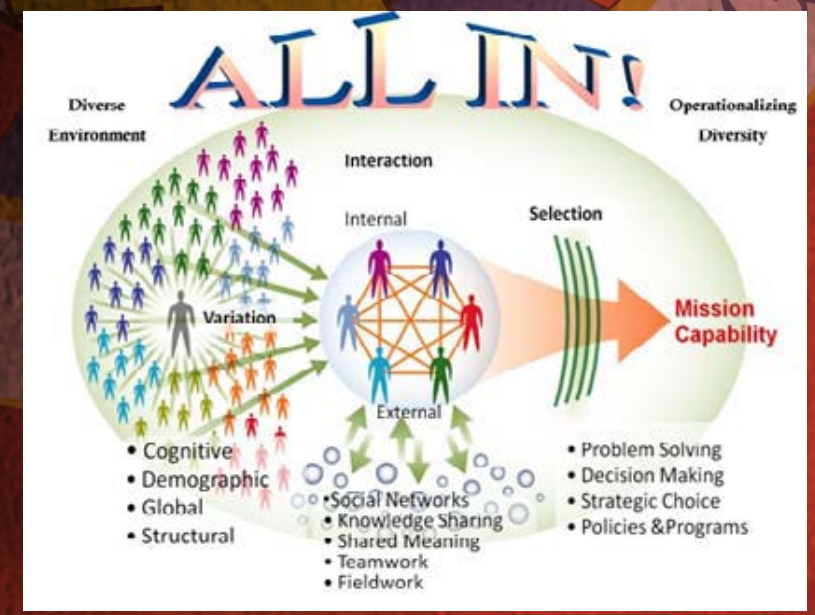 ALL IN!
Diverse
Environment
Operationalizing
Diversity
Interaction
Internal
Selection
Variation
Mission
Capability
External
• Cognitive
• Demographic
• Global
• Structural
•Social Networks
• Knowledge Sharing
• Shared Meaning
• Teamwork
• Fieldwork
• Problem Solving
• Decision Making
• Strategic Choice
• Policies &Programs